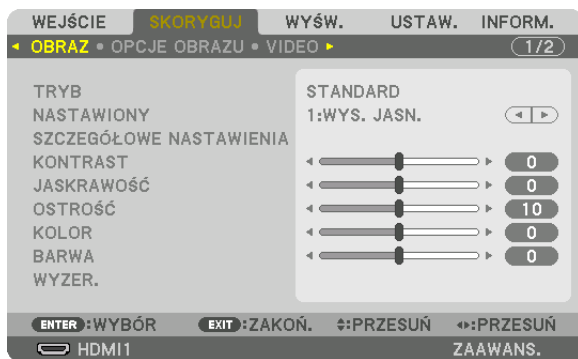 WEJŚCIE SKORYGUJ WYŚW. USTAW. INFORM.
OBRAZ • OPCJE OBRAZU • VIDEO 1/2
TRYB STANDARD
NASTAWIONY 1:WYS. JASN.
SZCZEGÓŁOWE NASTAWIENIA
KONTRAST 0
JASKRAWOŚĆ 0
OSTROŚĆ 10
KOLOR 0
BARWA 0
WYZER.
ENTER:WYBÓR EXIT:ZAKOŃ. :PRZESUŃ :PRZESUŃ
HDMI1 ZAAWANS.